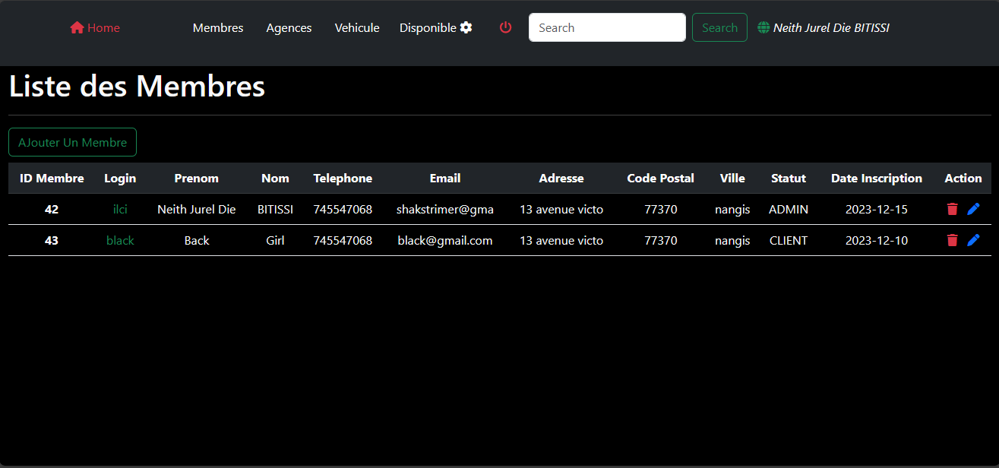 Home Membres Agences Vehicule Disponible Search Search Neith Jurel Die BITISSI
Liste des Membres
AJouter Un Membre
ID Membre Login Prenom Nom Telephone Email Adresse Code Postal Ville Statut Date Inscription Action
42 ilci Neith Jurel Die BITISSI 745547068 shakstrimer@gma 13 avenue victo 77370 nangis ADMIN 2023-12-15
43 black Back Girl 745547068 black@gmail.com 13 avenue victo 77370 nangis CLIENT 2023-12-10